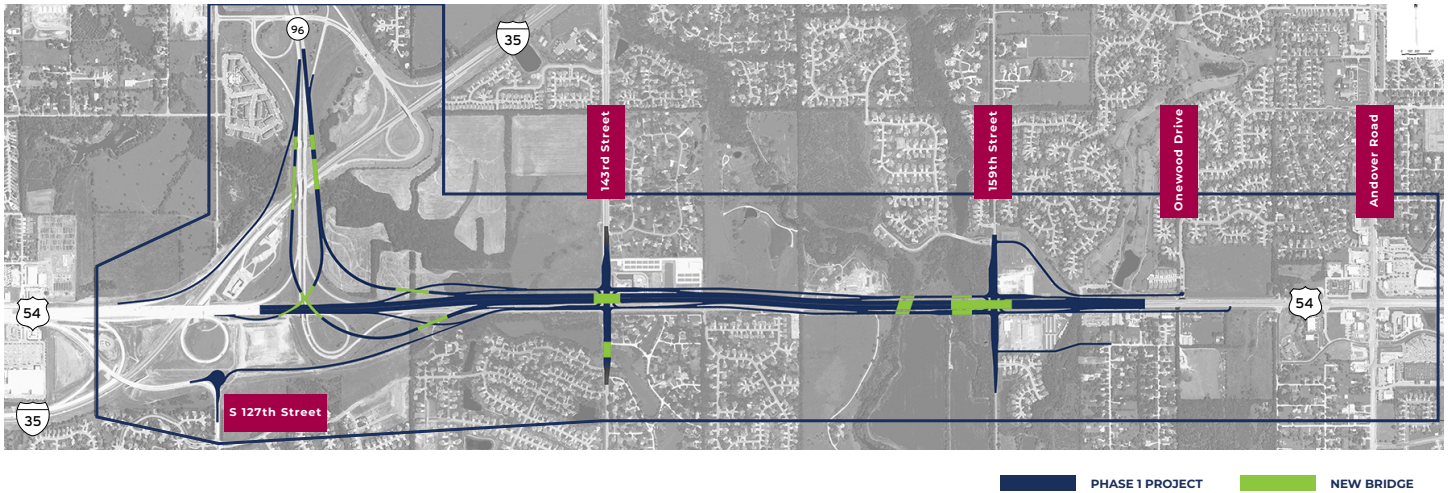 96
35
143rd Street
159th Street
Onewood Drive
Andover Road
54
54
35
S 127th Street
PHASE 1 PROJECT
NEW BRIDGE